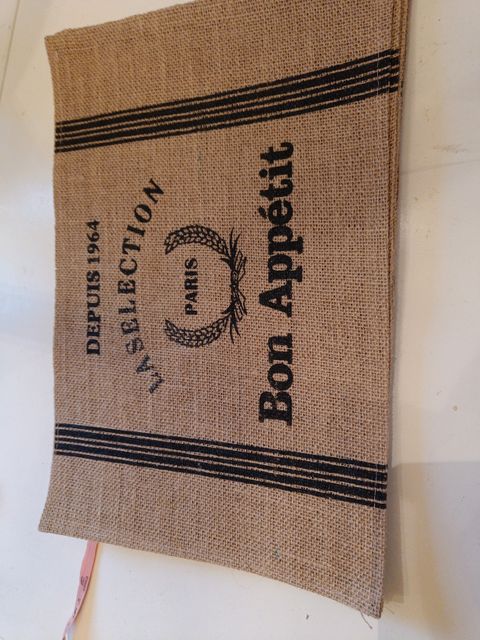 DEPUIS 1964
LA SELECTION
PARIS
Bon Appétit